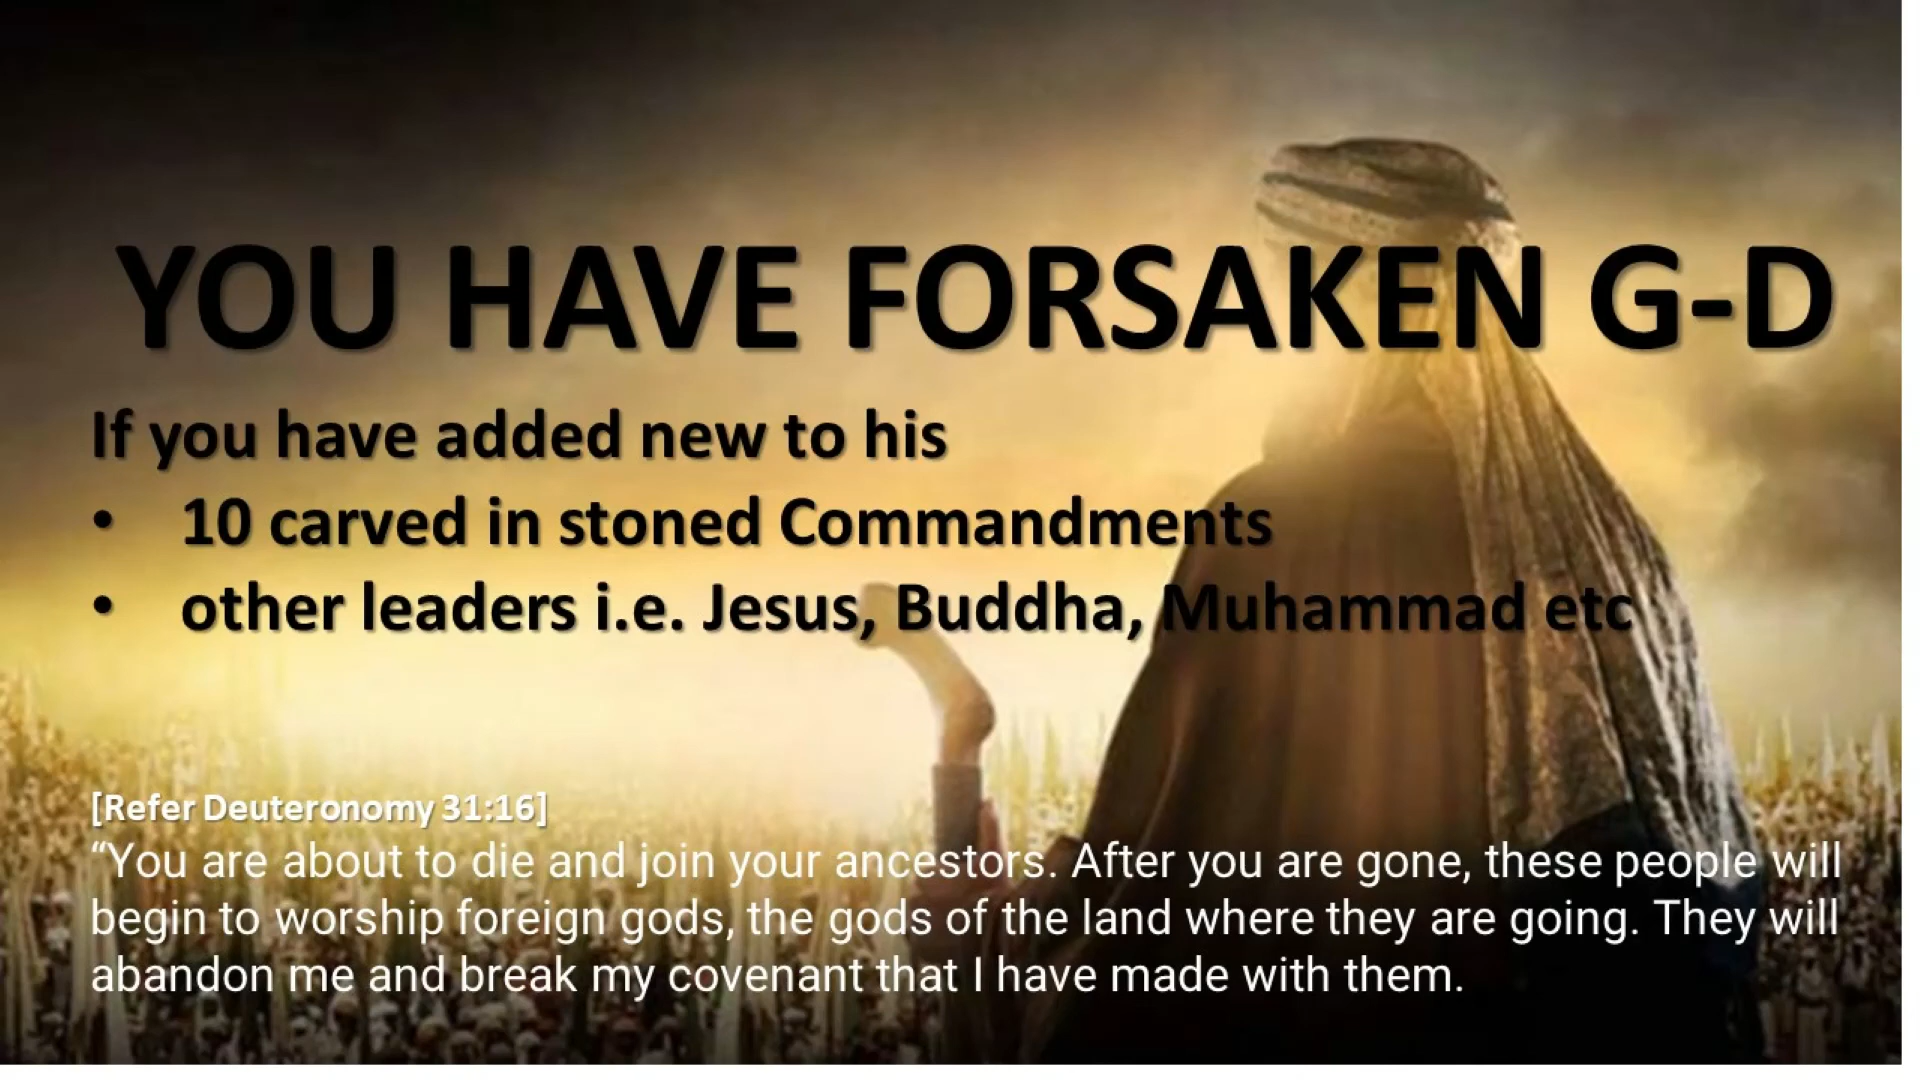 YOU HAVE FORSAKEN G-D
If you have added new to his
• 10 carved in stoned Commandments
• other leaders i.e. Jesus, Buddha, Muhammad etc
[Refer Deuteronomy 31:16]
“You are about to die and join your ancestors. After you are gone, these people will
begin to worship foreign gods, the gods of the land where they are going. They will
abandon me and break my covenant that I have made with them.